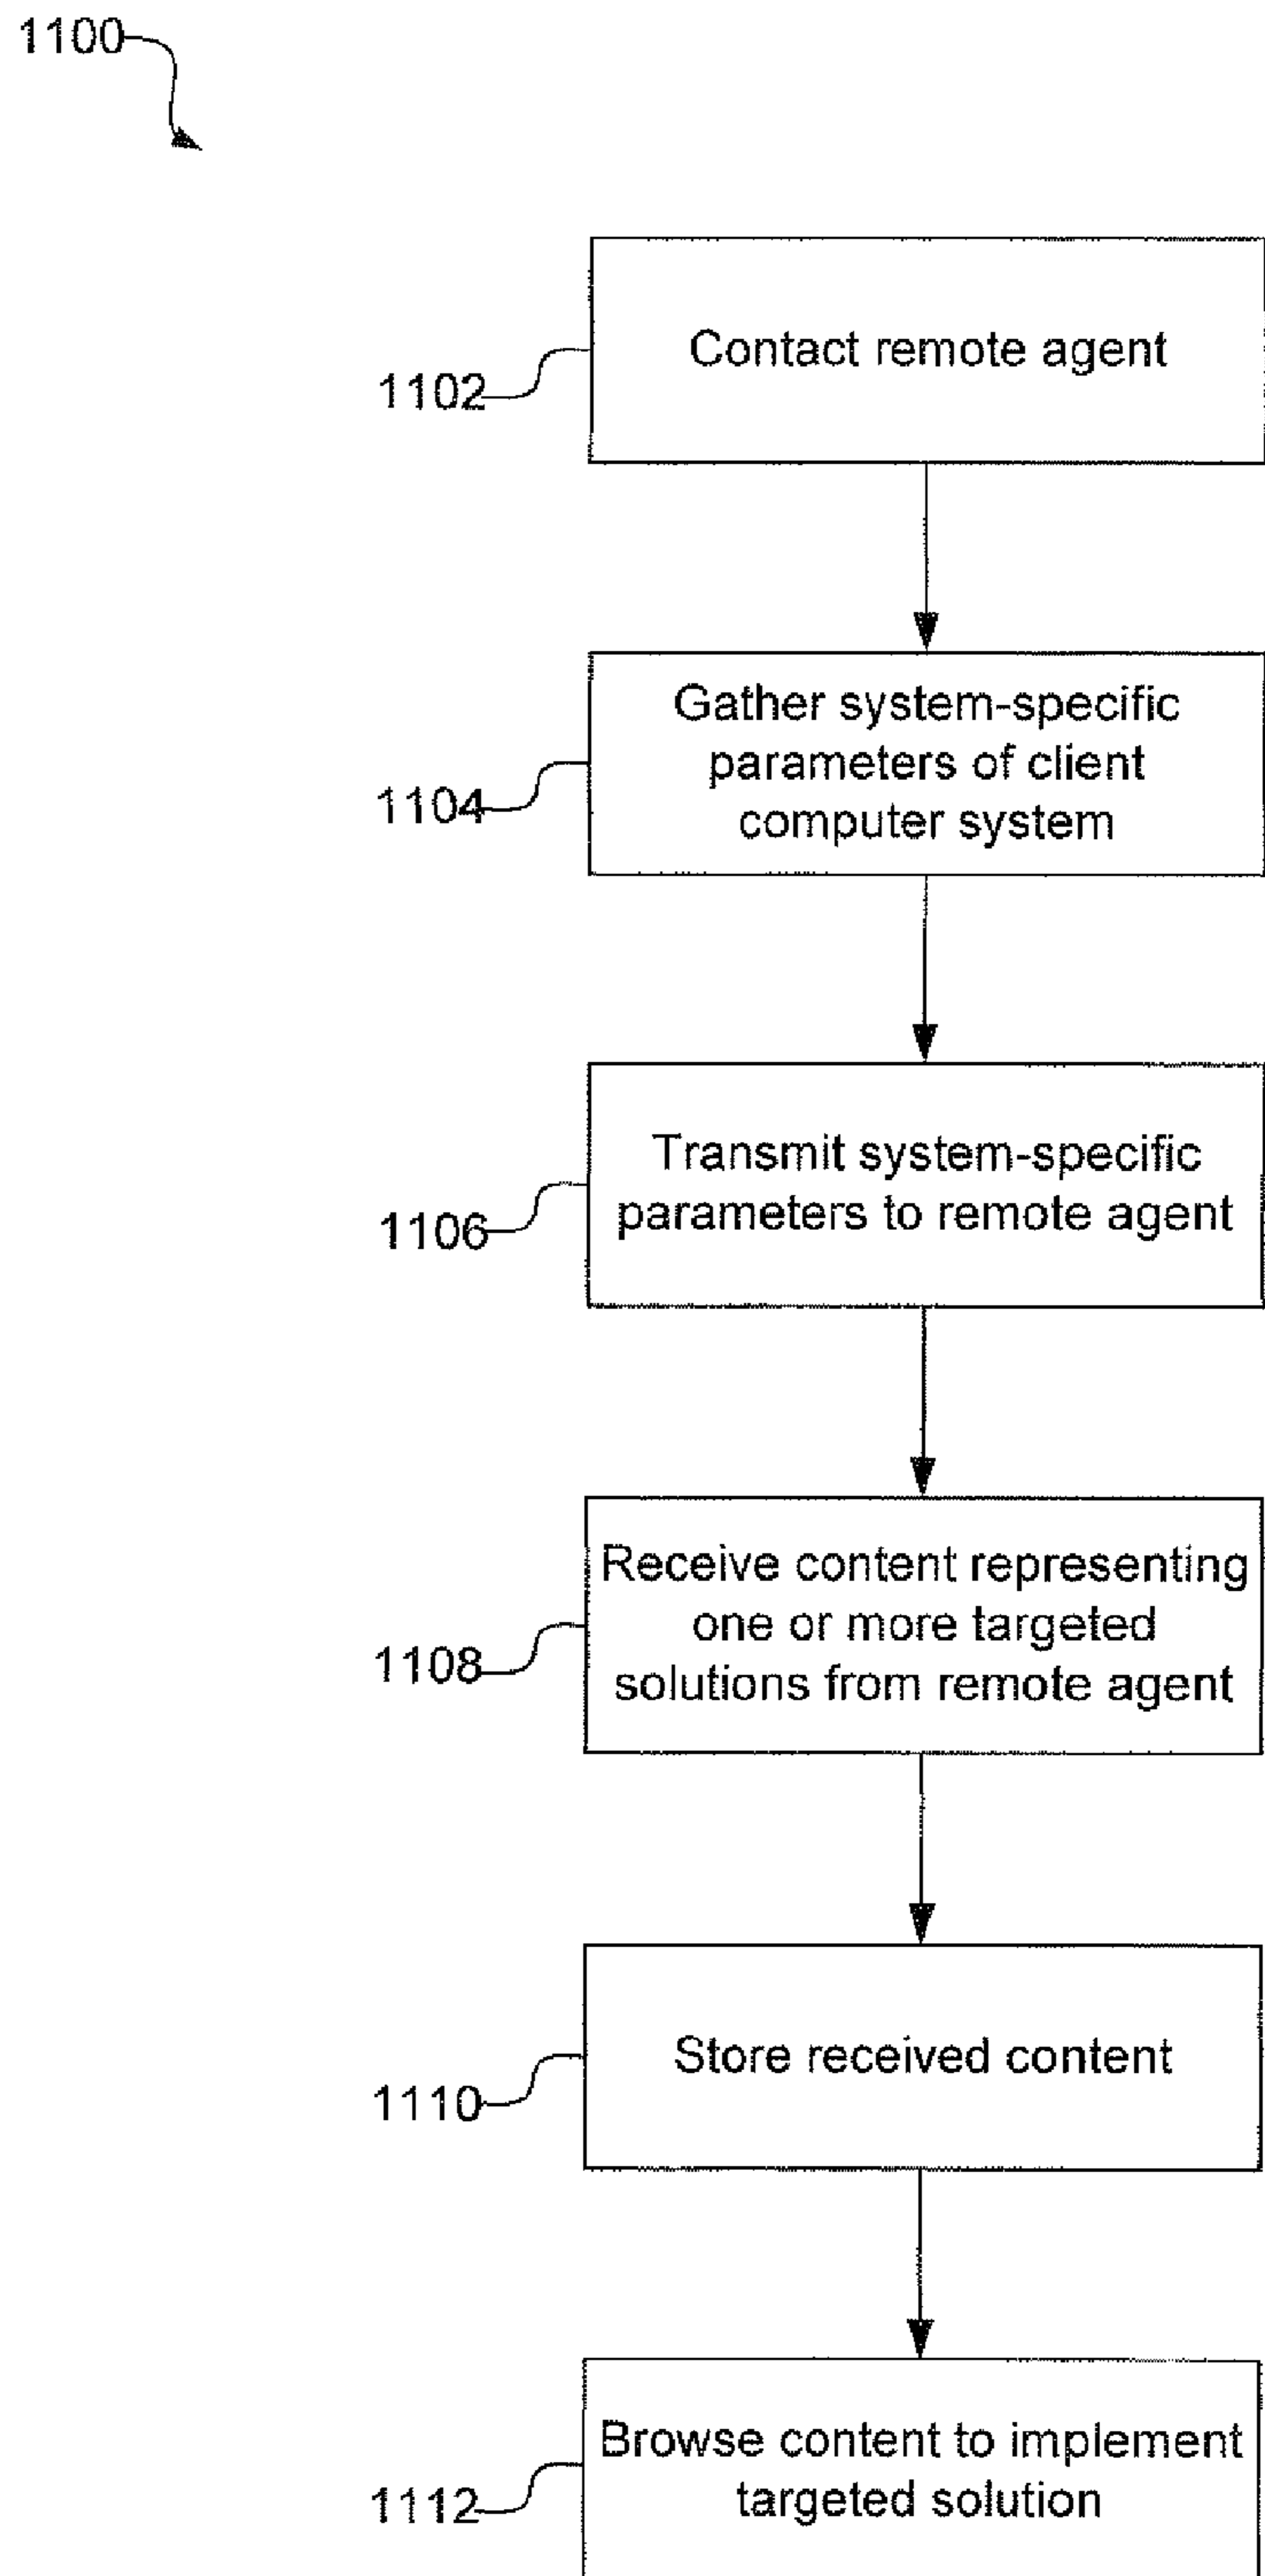 1100
Contact remote agent
1102
Gather system-specific
parameters of client
computer system
1104
Transmit system-specific
parameters to remote agent
1106
Receive content representing
one or more targeted
solutions from remote agent
1108
Store received content
1110
Browse content to implement
targeted solution
1112